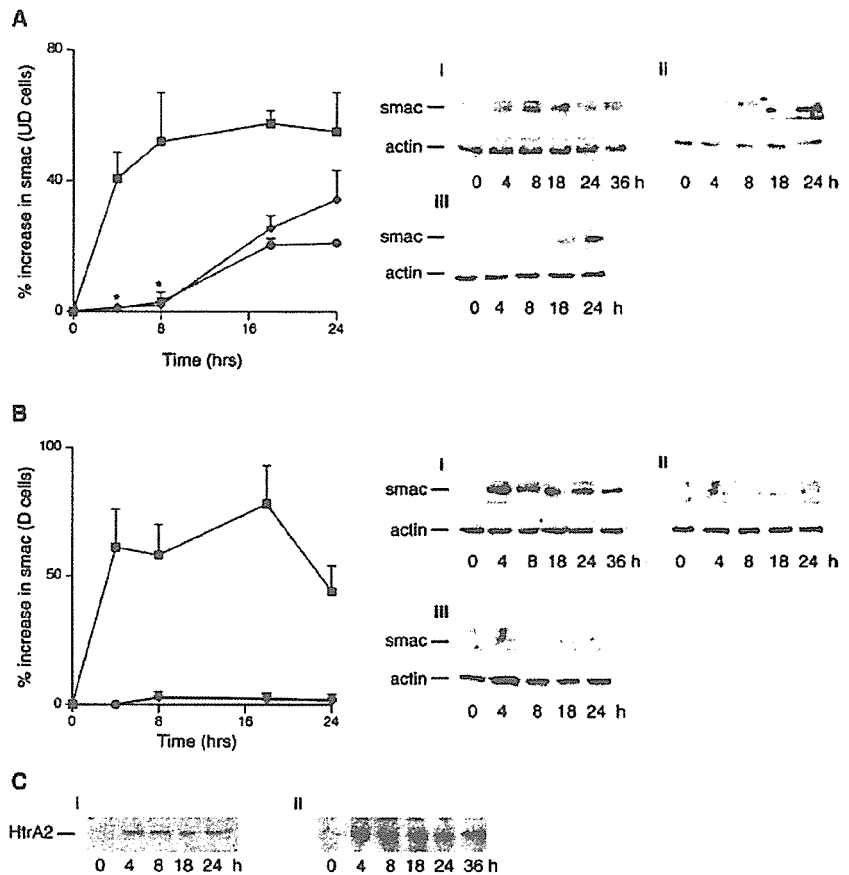 A
80
40
0
0
8
16
24
% increase in smac (UD cells)
Time (hrs)
*
*
I
smac
actin
0 4 8 18 24 36 h
II
0 4 8 18 24 h
III
smac
actin
0 4 8 18 24 h
B
100
50
0
0
8
16
24
% increase in smac (D cells)
Time (hrs)
I
smac
actin
0 4 8 18 24 36 h
II
0 4 8 18 24 h
III
smac
actin
0 4 8 18 24 h
C
I
HtrA2
0 4 8 18 24 h
II
0 4 8 18 24 36 h